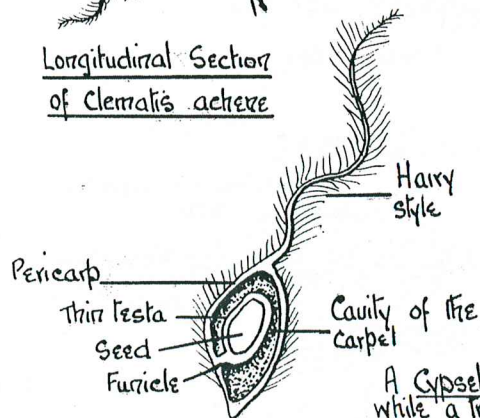 Longitudinal Section
of Clematis achene
Hairy
style
Pericarp
Thin testa
Seed
Funicle
Cavity of the
carpel
A Cypsel
while a